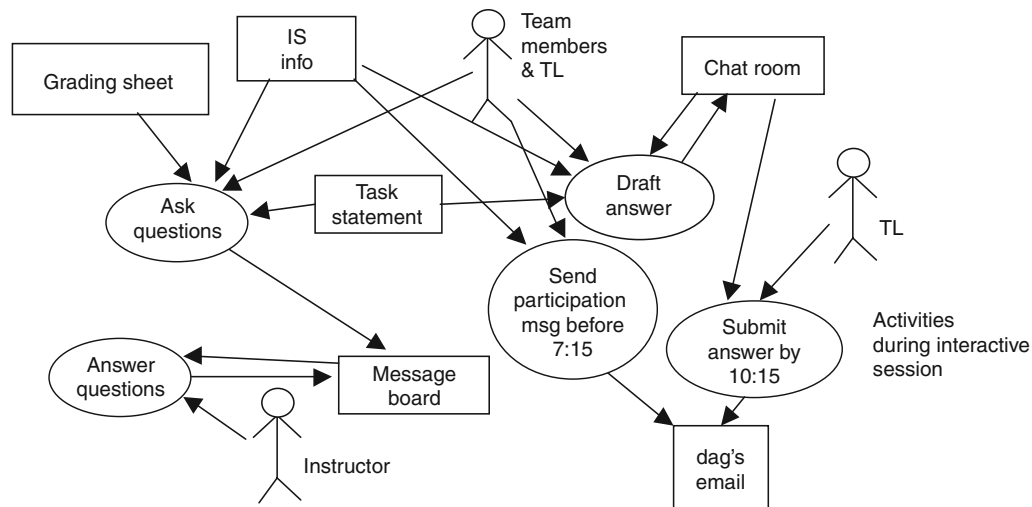 Grading sheet
IS
info
Team
members
& TL
Chat room
Ask
questions
Task
statement
Draft
answer
TL
Send
participation
msg before
7:15
Submit
answer by
10:15
Activities
during interactive
session
Answer
questions
Message
board
Instructor
dag's
email